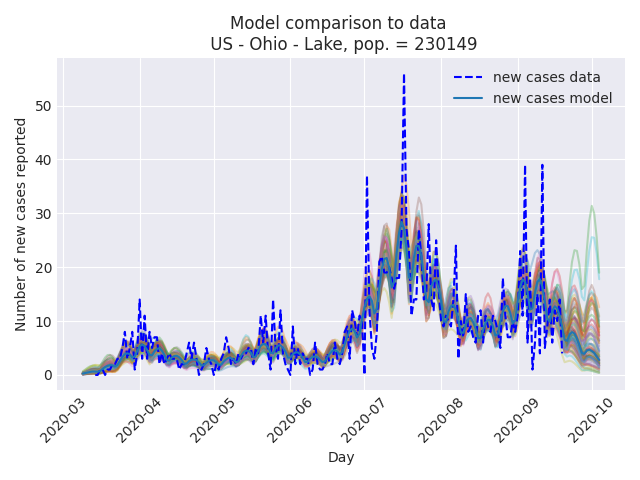 Model comparison to data
US - Ohio - Lake, pop. = 230149
new cases data
new cases model
Number of new cases reported
50
40
30
20
10
0
2020-03
2020-04
2020-05
2020-06
2020-07
2020-08
2020-09
2020-10
Day